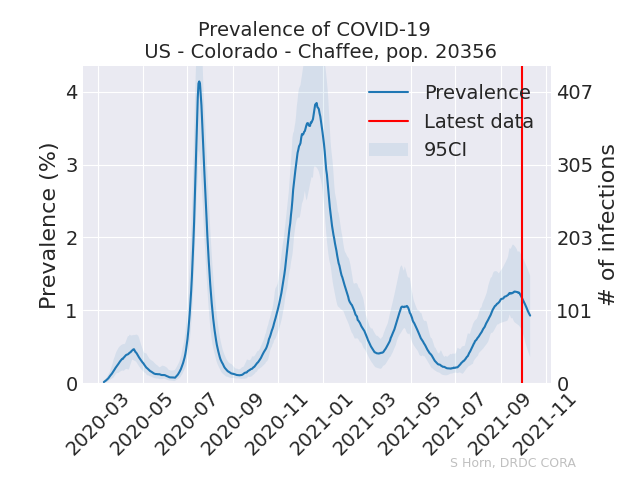 Prevalence of COVID-19
US - Colorado - Chaffee, pop. 20356
Prevalence
Latest data
95CI
Prevalence (%)
4
3
2
1
0
# of infections
407
305
203
101
0
2020-03
2020-05
2020-07
2020-09
2020-11
2021-01
2021-03
2021-05
2021-07
2021-09
2021-11
S Horn, DRDC CORA